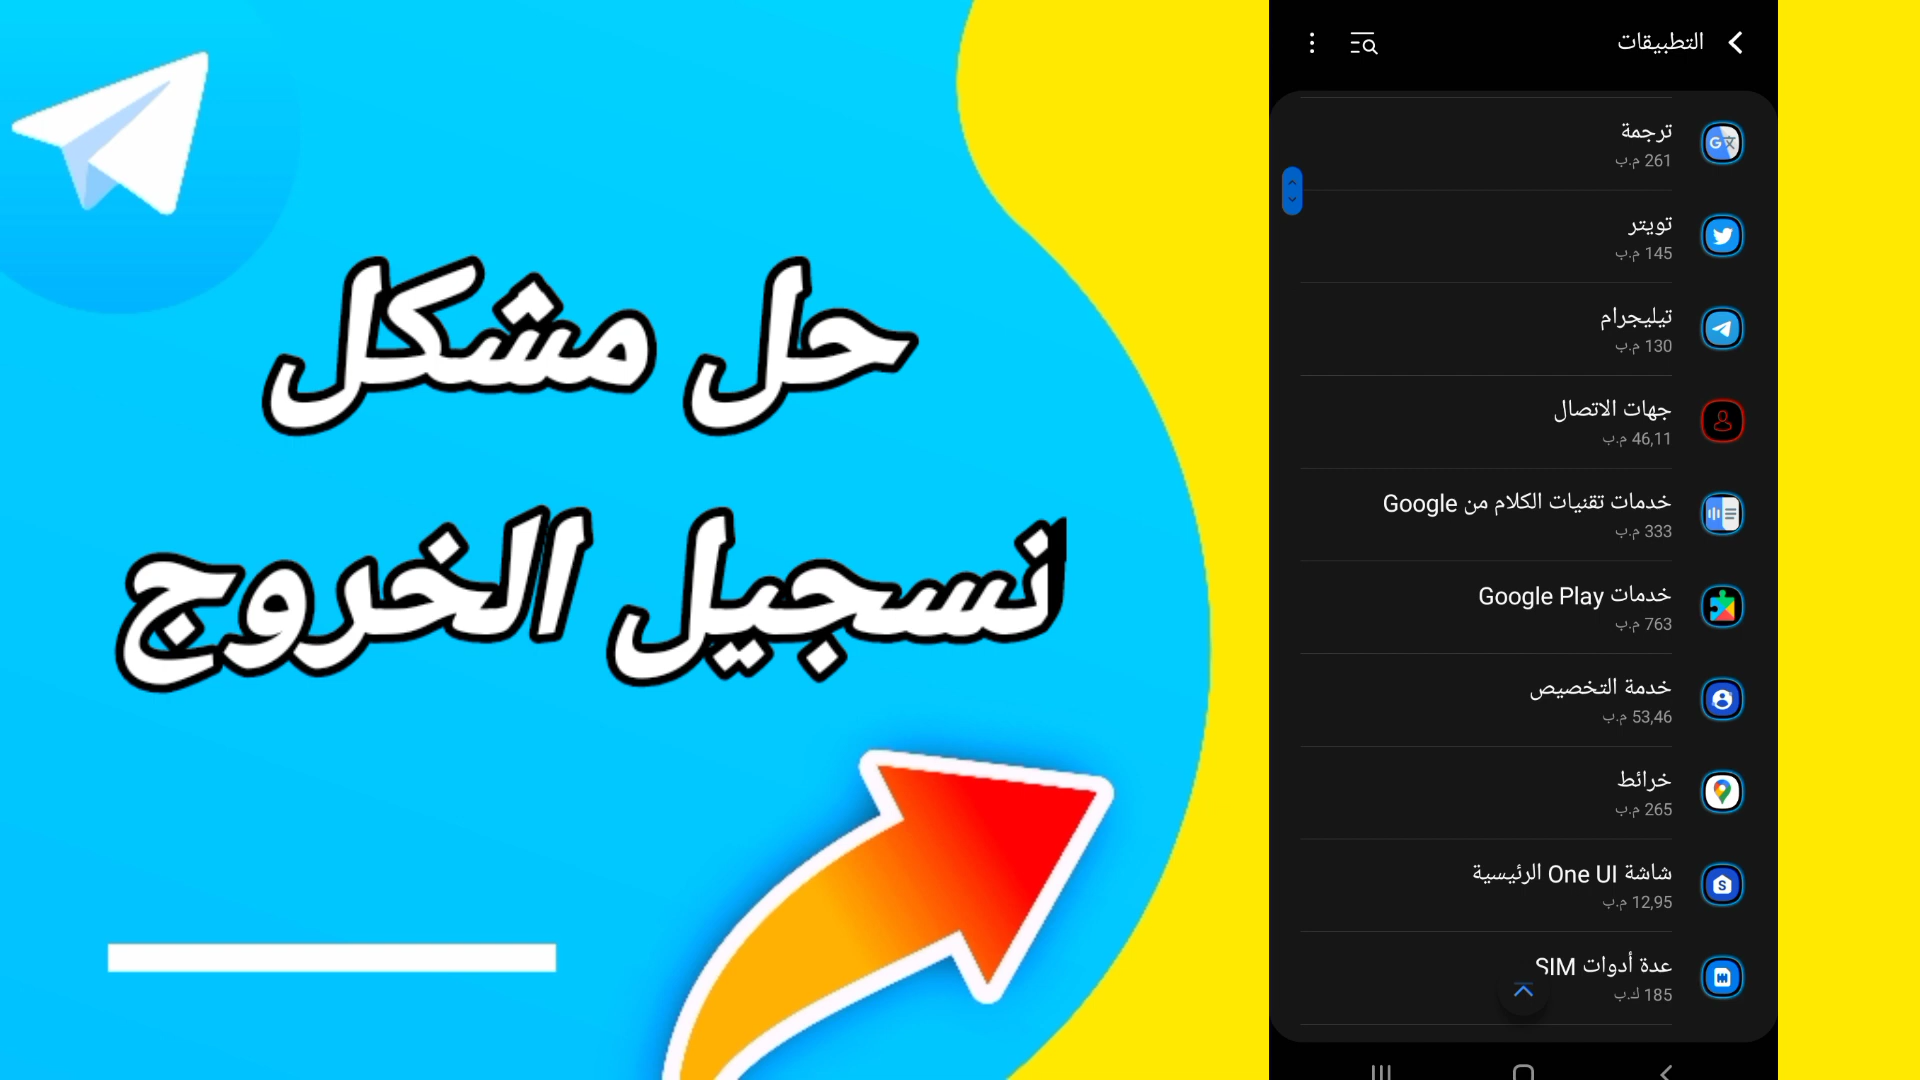 حل مشكل
نسجيل الخروج
التطبيقات
ترجمة
261 م.ب
تويتر
145 م.ب
تيليجرام
130 م.ب
جهات الاتصال
46,11 م.ب
خدمات تقنيات الكلام من Google
333 م.ب
خدمات Google Play
763 م.ب
خدمة التخصيص
53,46 م.ب
خرائط
265 م.ب
شاشة One UI الرئيسية
12,95 م.ب
عدة أدوات SIM
185 ك.ب